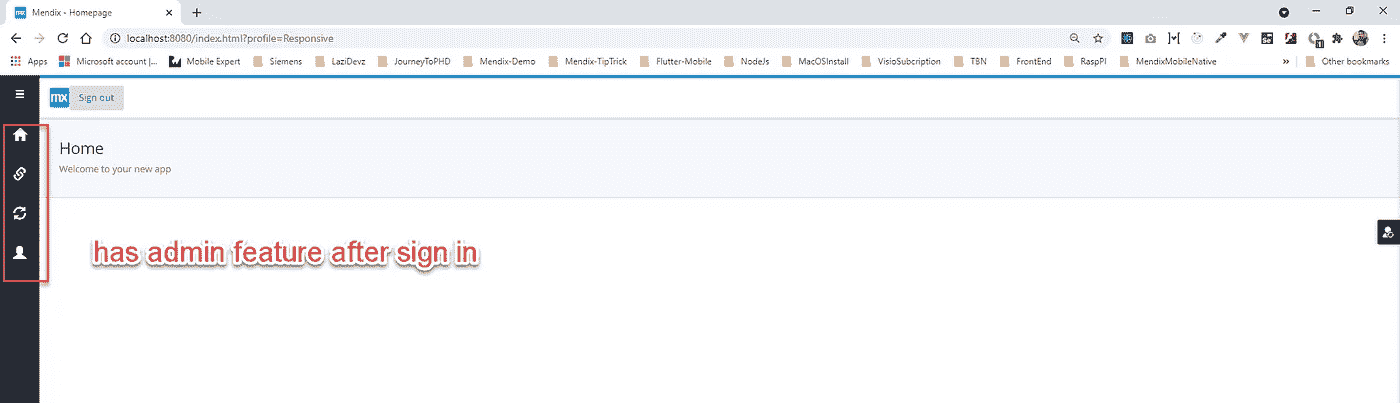 Mendix - Homepage
localhost:8080/index.html?profile=Responsive
Apps Microsoft account |... Mobile Expert Siemens LaziDevz JourneyToPHD Mendix-Demo Mendix-TipTrick Flutter-Mobile NodeJs MacOSInstall VisioSubcription TBN FrontEnd RaspPI MendixMobileNative » Other bookmarks
mx Sign out
Home
Welcome to your new app
has admin feature after sign in